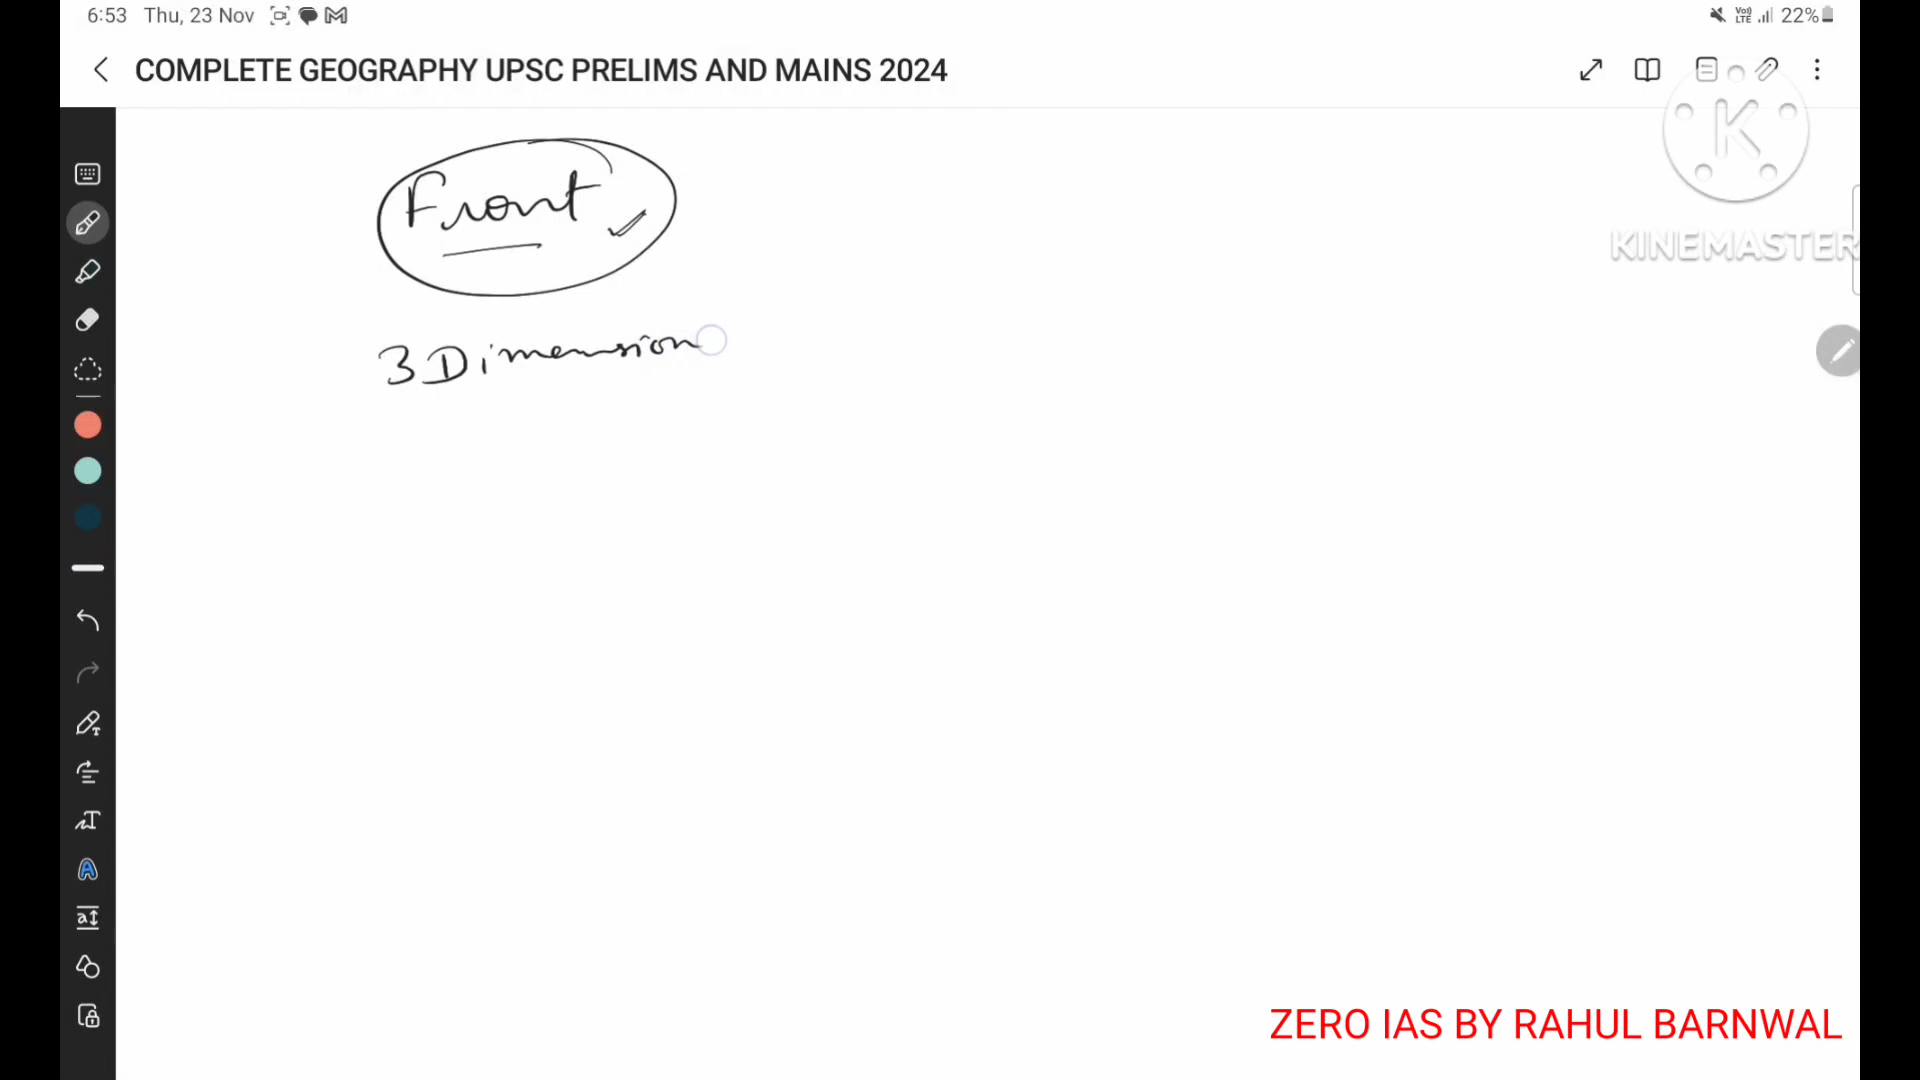 6:53 Thu, 23 Nov 22%
COMPLETE GEOGRAPHY UPSC PRELIMS AND MAINS 2024
KINEMASTER
Front
3 Dimension
ZERO IAS BY RAHUL BARNWAL